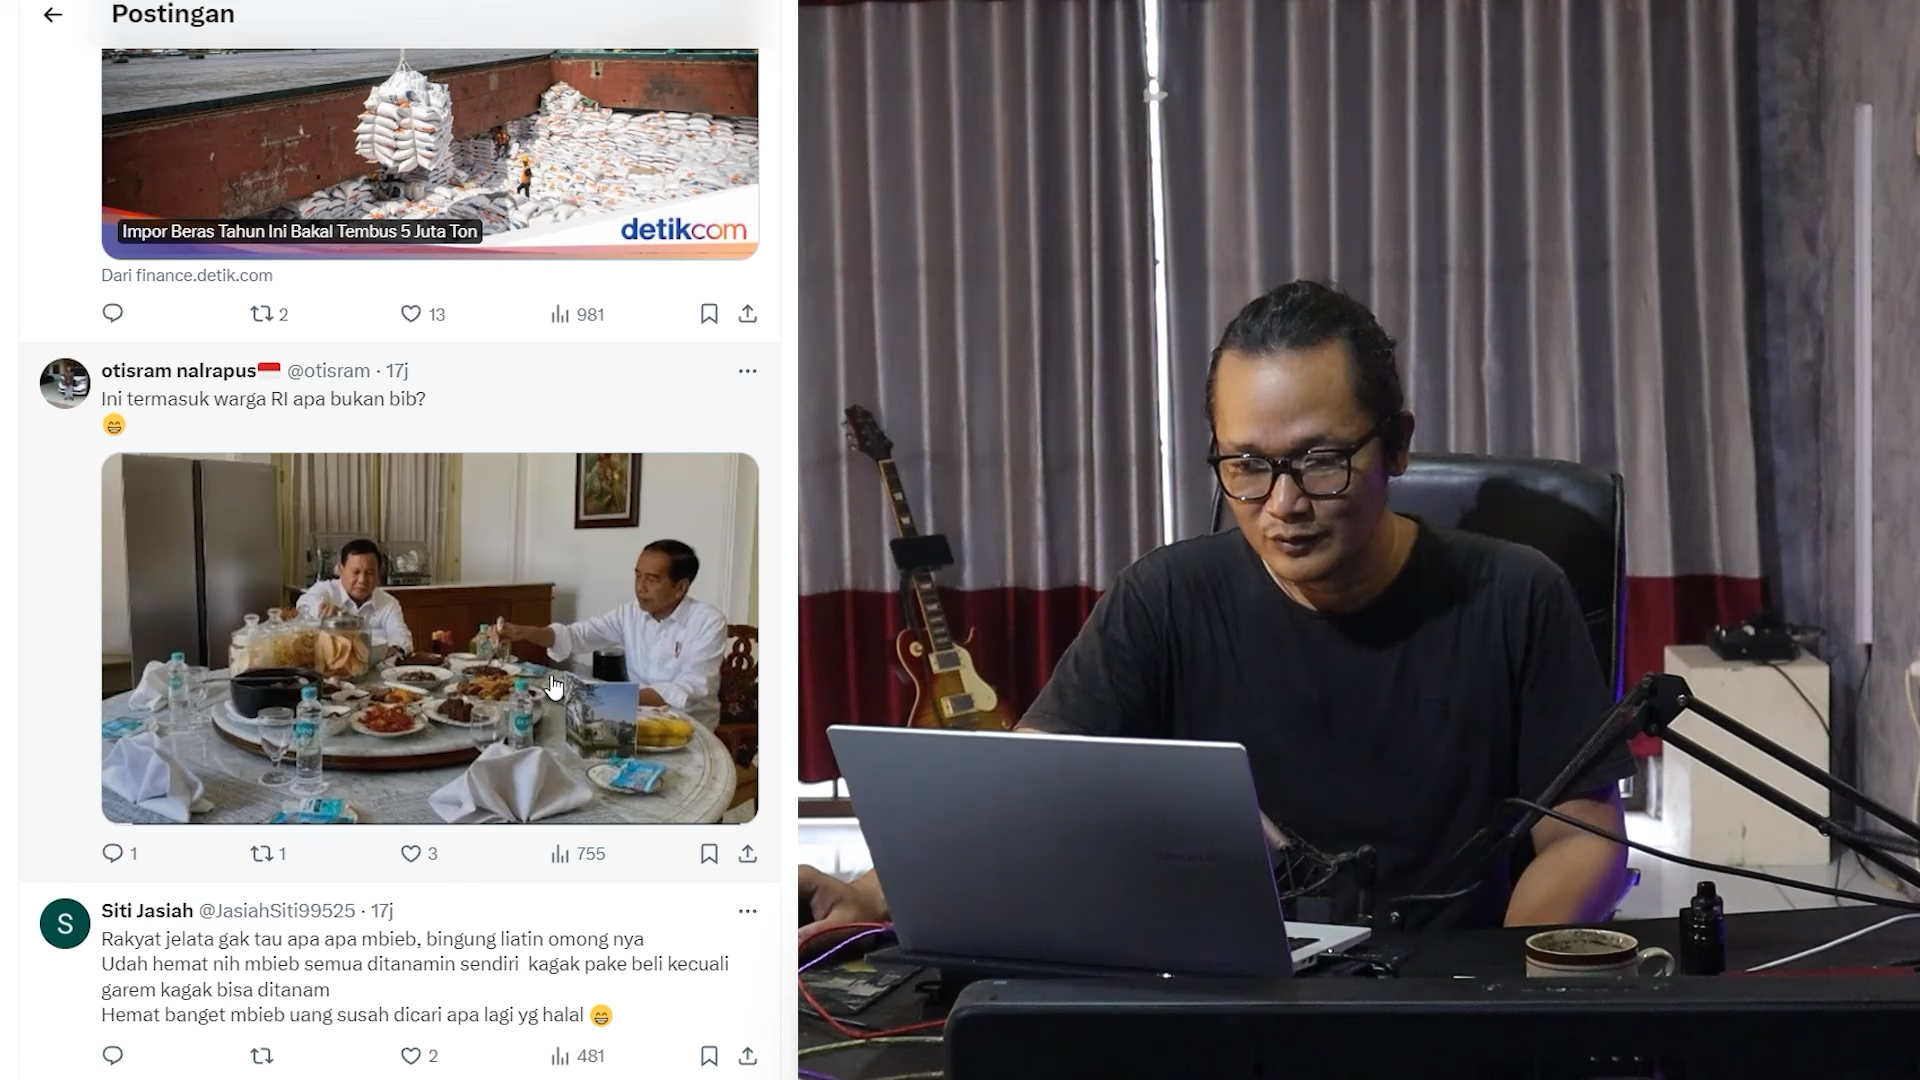 Postingan
Impor Beras Tahun Ini Bakal Tembus 5 Juta Ton
detikcom
Dari finance.detik.com
2
13
981
otisram nalrapus @otisram · 17j
Ini termasuk warga RI apa bukan bib?
1
1
3
755
S
Siti Jasiah @JasiahSiti99525 · 17j
Rakyat jelata gak tau apa apa mbieb, bingung liatin omong nya
Udah hemat nih mbieb semua ditanamin sendiri kagak pake beli kecuali
garem kagak bisa ditanam
Hemat banget mbieb uang susah dicari apa lagi yg halal
2
481